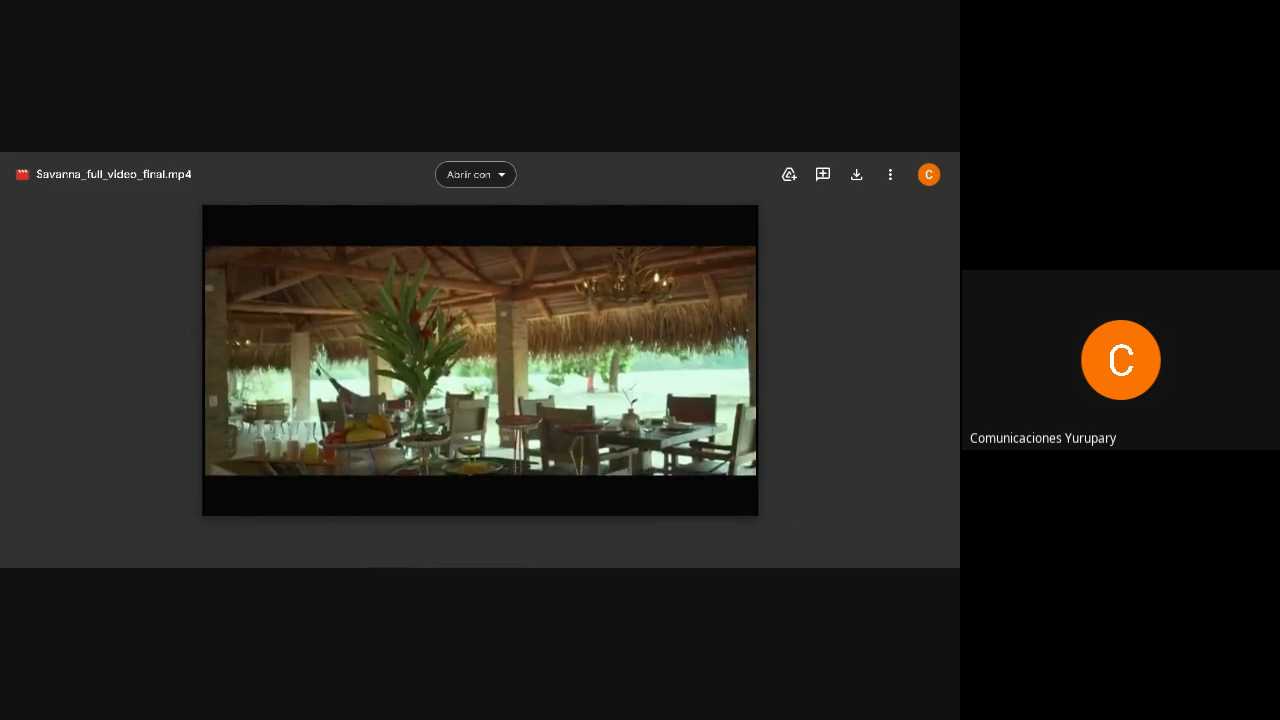 Savanna_full_video_final.mp4
Abrir con
C
C
Comunicaciones Yurupary